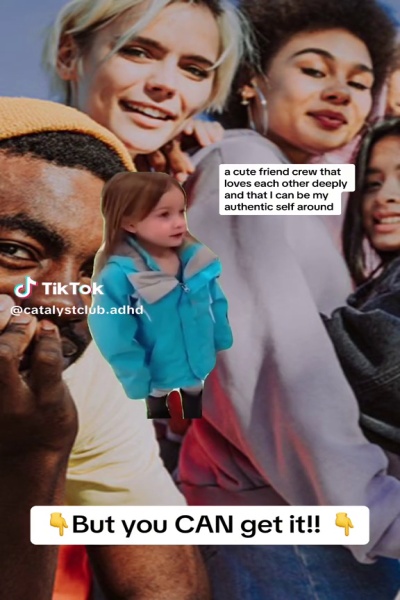 a cute friend crew that
loves each other deeply
and that I can be my
authentic self around
TikTok
@catalystclub.adhd
👇But you CAN get it!! 👇